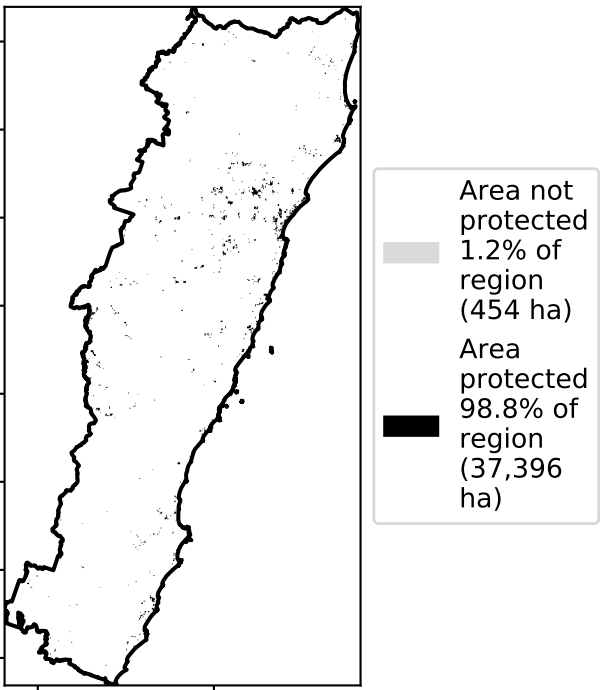 Area not
protected
1.2% of
region
(454 ha)
Area
protected
98.8% of
region
(37,396
ha)